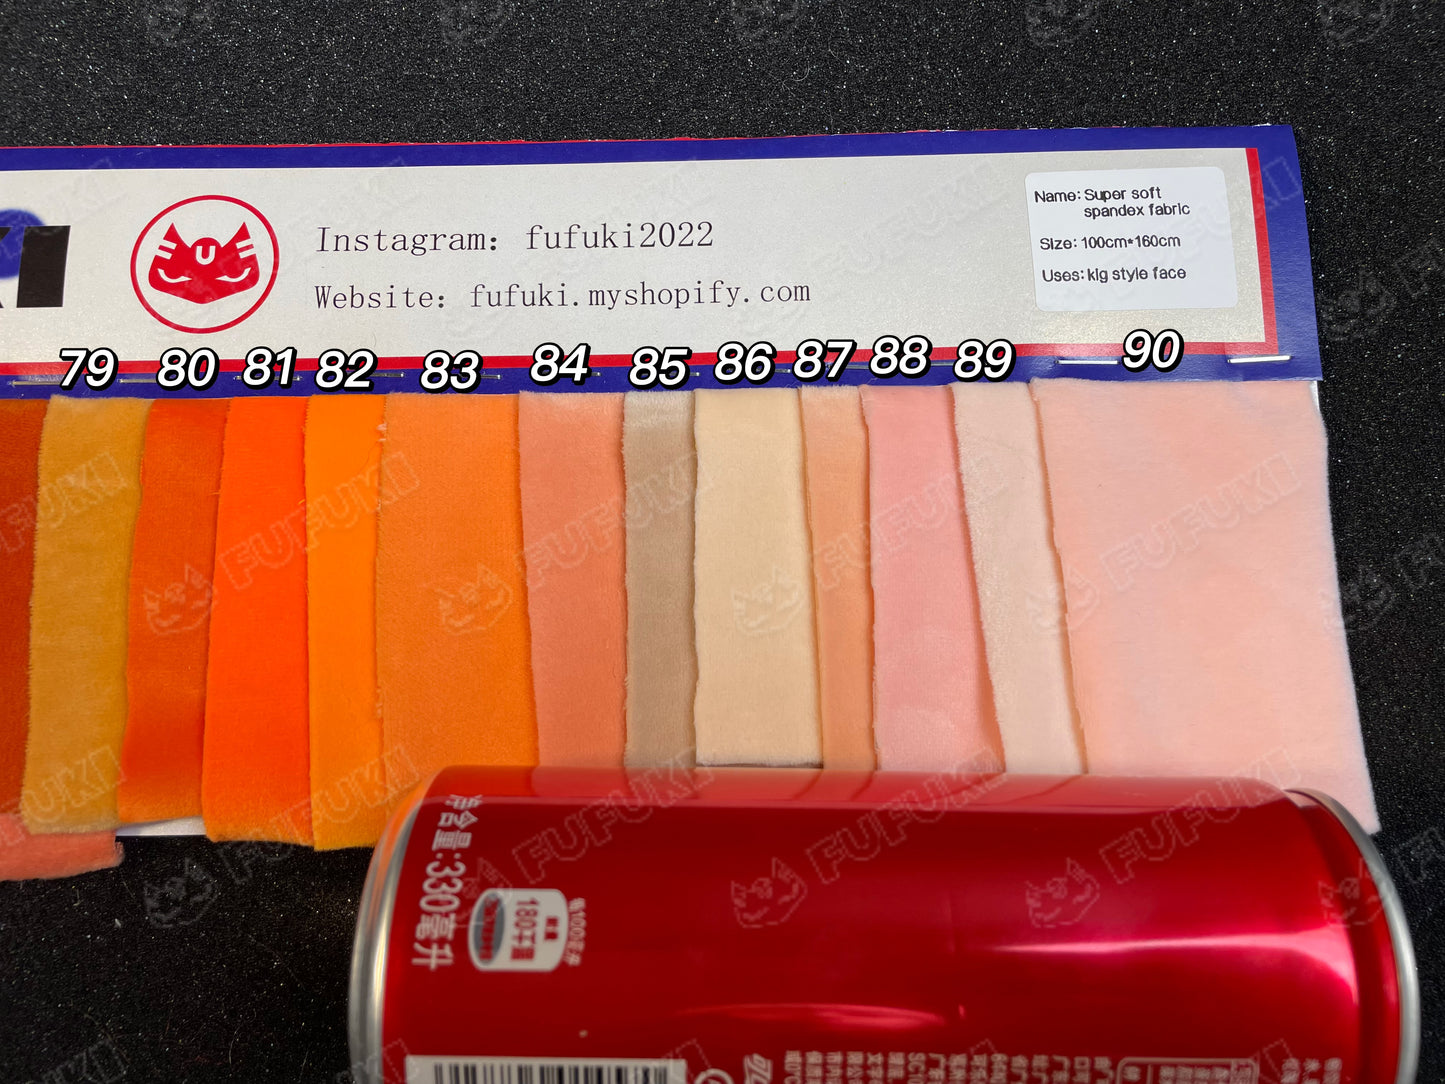 KI
Instagram: fufuki2022
Website: fufuki.myshopify.com
Name: Super soft
spandex fabric
Size: 100cm*160cm
Uses: klg style face
79 80 81 82 83 84 85 86 87 88 89 90
FUFUKI
净含量:330毫升